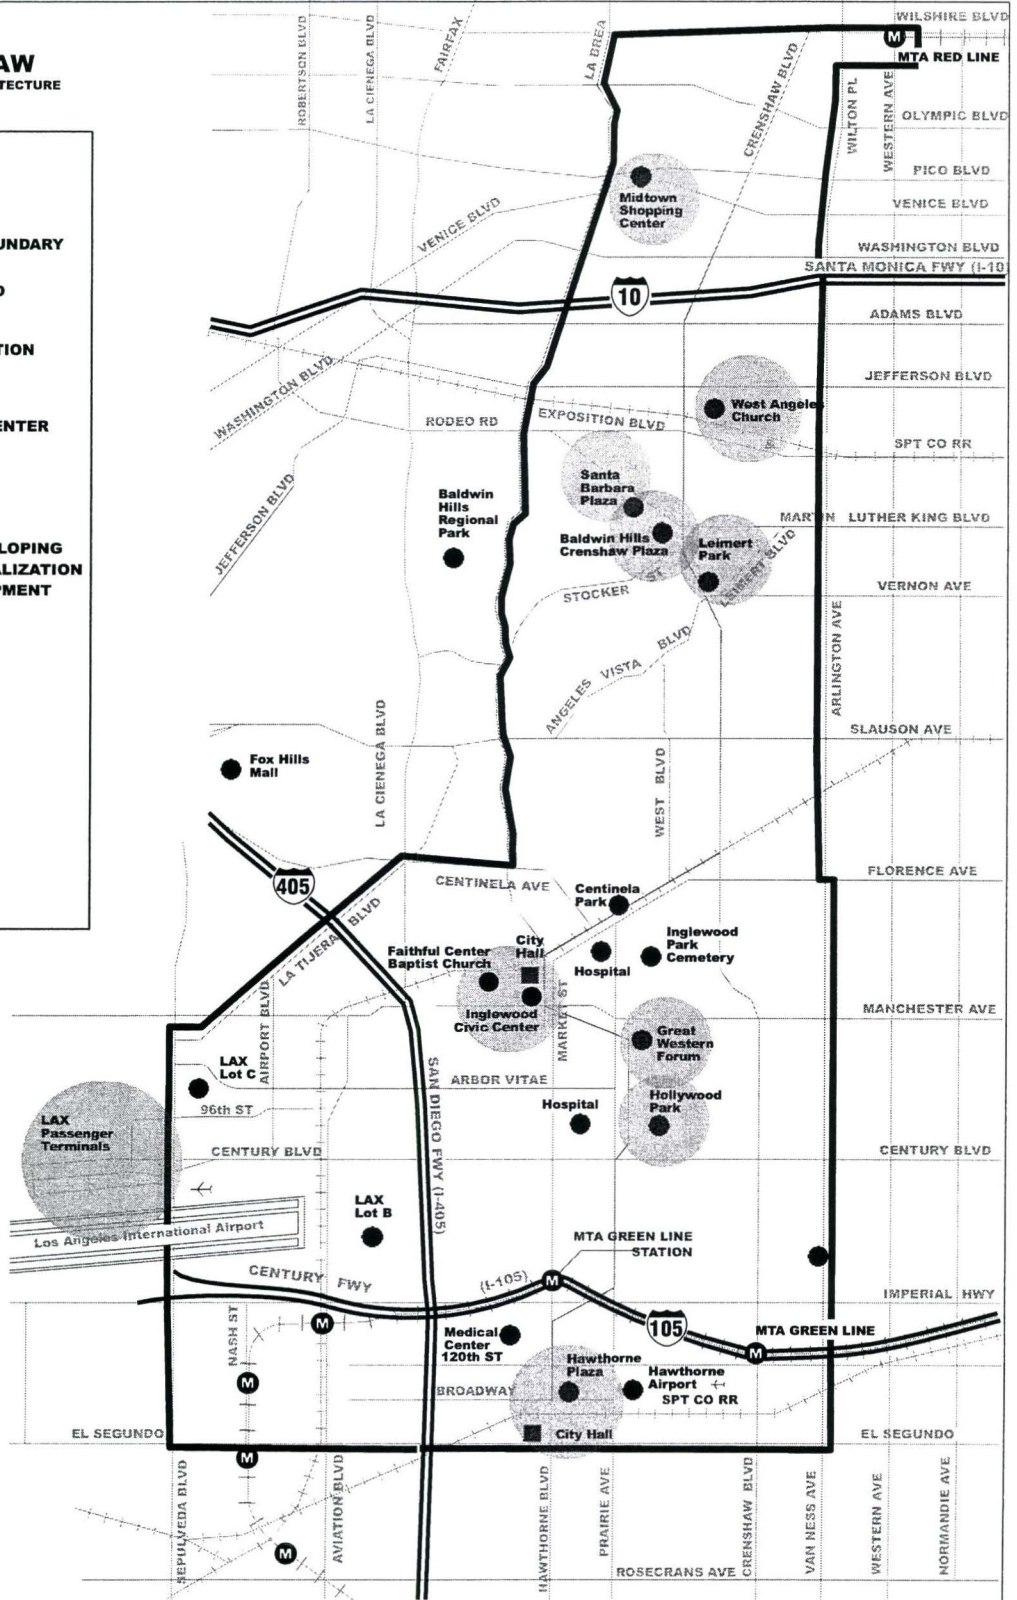 AW
TECTURE
UNDARY
D
TION
ENTER
LOPING
LIZATION
PMENT
ROBERTSON BLVD
LA CIENEGA BLVD
FAIRFAX
LA BREA
CRENSHAW BLVD
WILSHIRE BLVD
M
MTA RED LINE
WILTON PL
WESTERN AVE
OLYMPIC BLVD
PICO BLVD
VENICE BLVD
Midtown
Shopping
Center
VENICE BLVD
WASHINGTON BLVD
SANTA MONICA FWY (I-10)
10
ADAMS BLVD
WASHINGTON BLVD
JEFFERSON BLVD
West Angeles
Church
RODEO RD
EXPOSITION BLVD
SPT CO RR
Santa
Barbara
Plaza
Baldwin
Hills
Regional
Park
JEFFERSON BLVD
MARTIN LUTHER KING BLVD
Baldwin Hills
Crenshaw Plaza
Leimert
Park
LEIMERT BLVD
STOCKER ST
VERNON AVE
ANGELES VISTA BLVD
ARLINGTON AVE
SLAUSON AVE
LA CIENEGA BLVD
WEST BLVD
Fox Hills
Mall
405
CENTINELA AVE
FLORENCE AVE
Centinela
Park
LA TIJERA BLVD
Faithful Center
Baptist Church
City
Hall
Hospital
Inglewood
Park
Cemetery
Inglewood
Civic Center
MARKET ST
MANCHESTER AVE
AIRPORT BLVD
Great
Western
Forum
LAX
Lot C
SAN DIEGO FWY (I-405)
ARBOR VITAE
Hollywood
Park
Hospital
96th ST
LAX
Passenger
Terminals
CENTURY BLVD
CENTURY BLVD
LAX
Lot B
Los Angeles International Airport
MTA GREEN LINE
STATION
CENTURY FWY
(I-105)
M
IMPERIAL HWY
NASH ST
M
Medical
Center
120th ST
105
MTA GREEN LINE
M
M
Hawthorne
Plaza
Hawthorne
Airport
BROADWAY
SPT CO RR
EL SEGUNDO
City Hall
EL SEGUNDO
M
SEPULVEDA BLVD
AVIATION BLVD
HAWTHORNE BLVD
PRAIRIE AVE
CRENSHAW BLVD
VAN NESS AVE
WESTERN AVE
NORMANDIE AVE
M
ROSECRANS AVE